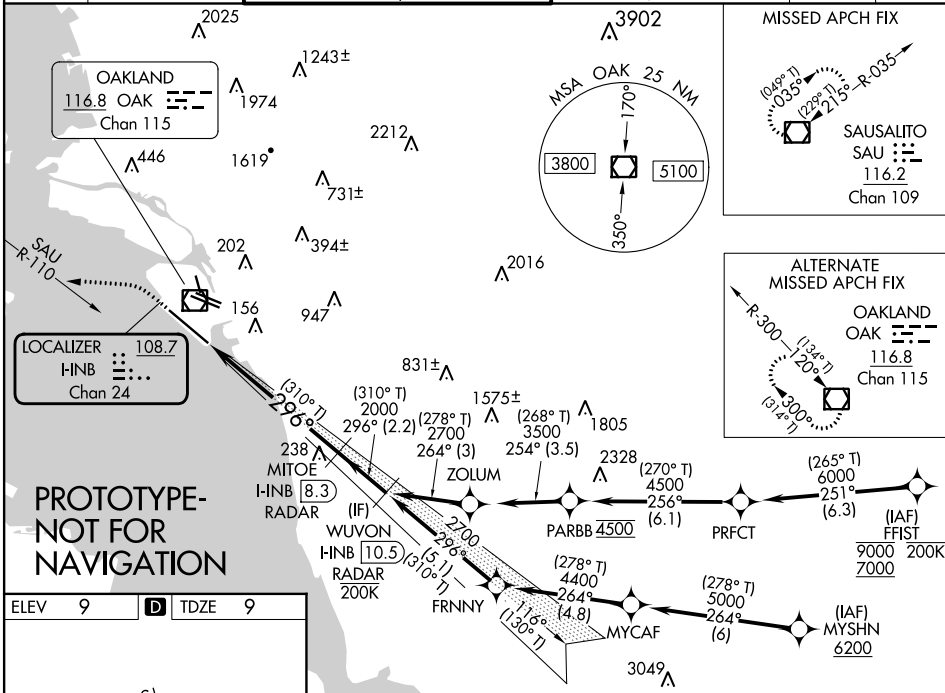 2025
3902
1243±
1974
OAKLAND
116.8 OAK
Chan 115
446
1619
2212
731±
394±
202
156
947
2016
MSA OAK 25 NM
170°
350°
3800
5100
MISSED APCH FIX
(049° T)
035°
R-035
215°
(229° T)
SAUSALITO
SAU
116.2
Chan 109
ALTERNATE
MISSED APCH FIX
R-300
(134° T)
120°
300°
(314° T)
OAKLAND
OAK
116.8
Chan 115
SAU
R-110
LOCALIZER 108.7
I-INB
Chan 24
831±
1575±
1805
2328
238
(310° T)
296°
(310° T)
2000
296° (2.2)
(278° T)
2700
264° (3)
(268° T)
3500
254° (3.5)
(270° T)
4500
256°
(6.1)
(265° T)
6000
251°
(6.3)
MITOE
I-INB 8.3
RADAR
(IF)
WUVON
I-INB 10.5
RADAR
200K
ZOLUM
PARBB 4500
PRFCT
(IAF)
FFIST
9000 200K
7000
2700
296°
(5.1)
(310° T)
FRNNY
116°
(130° T)
(278° T)
4400
264°
(4.8)
MYCAF
(278° T)
5000
264°
(6)
(IAF)
MYSHN
6200
3049
PROTOTYPE-
NOT FOR
NAVIGATION
ELEV 9 D TDZE 9